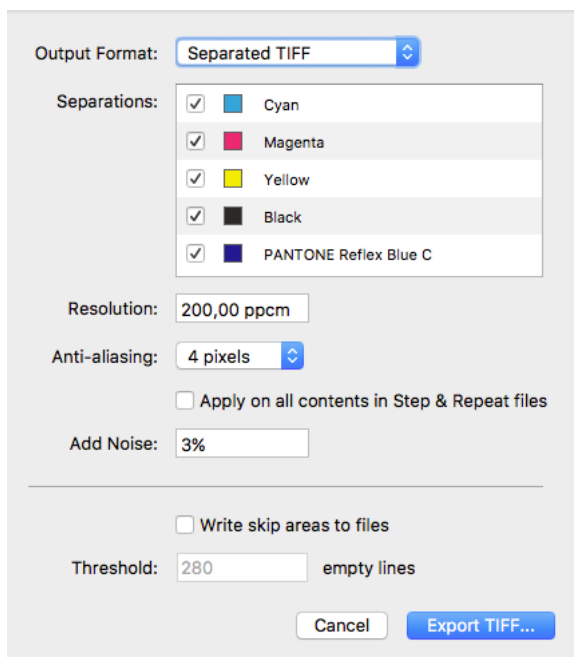 Output Format: Separated TIFF
Separations: Cyan
Magenta
Yellow
Black
PANTONE Reflex Blue C
Resolution: 200,00 ppcm
Anti-aliasing: 4 pixels
Apply on all contents in Step & Repeat files
Add Noise: 3%
Write skip areas to files
Threshold: 280 empty lines
Cancel Export TIFF...